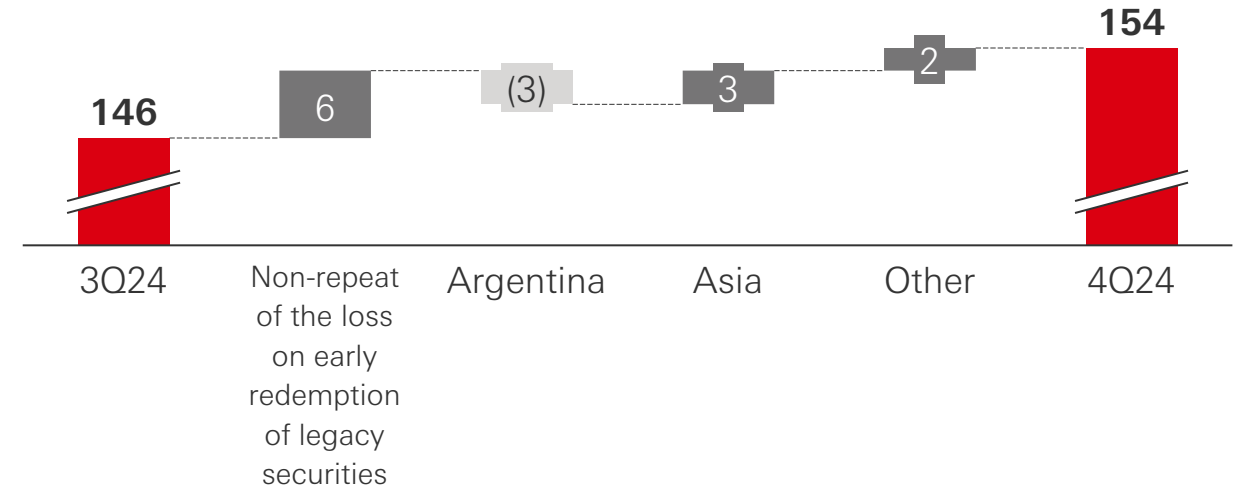 154
2
146
6
(3)
3
3Q24
Non-repeat
of the loss
on early
redemption
of legacy
securities
Argentina
Asia
Other
4Q24